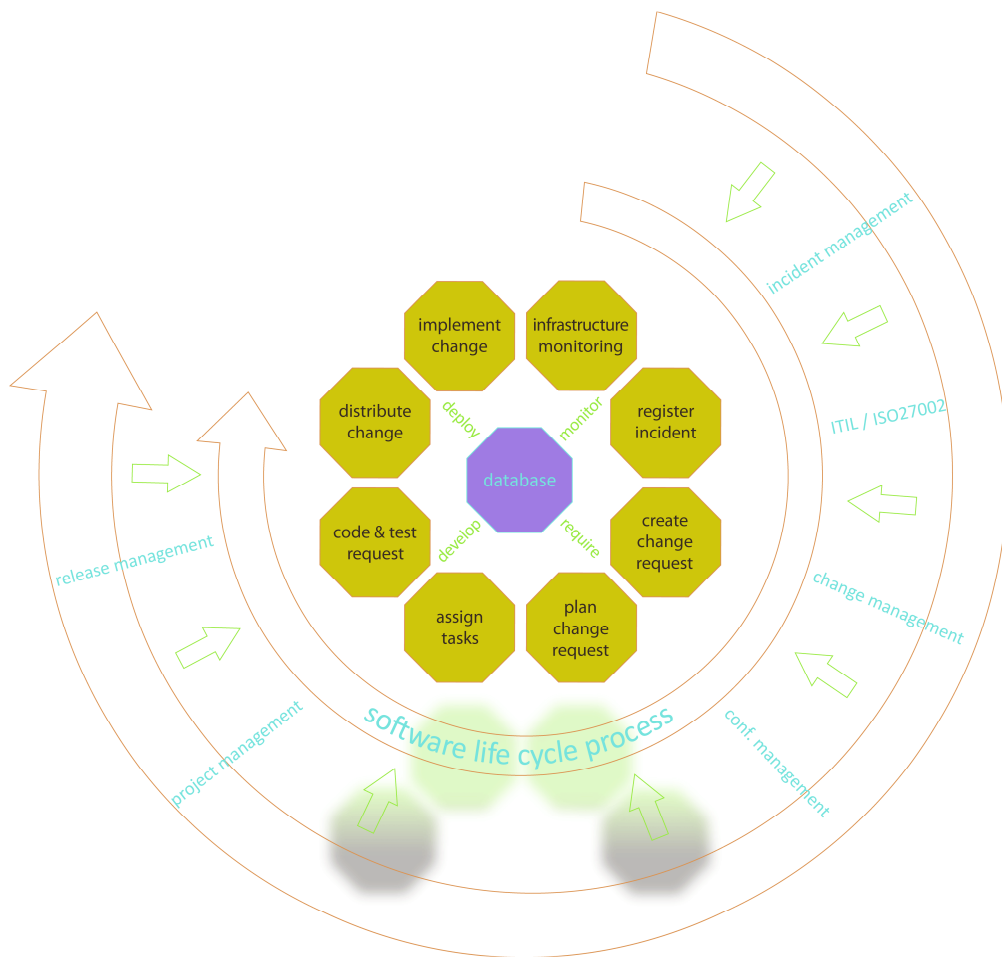 implement
change
infrastructure
monitoring
distribute
change
deploy
monitor
register
incident
database
code & test
request
develop
require
create
change
request
assign
tasks
plan
change
request
software life cycle process
incident management
ITIL / ISO27002
change management
conf. management
project management
release management